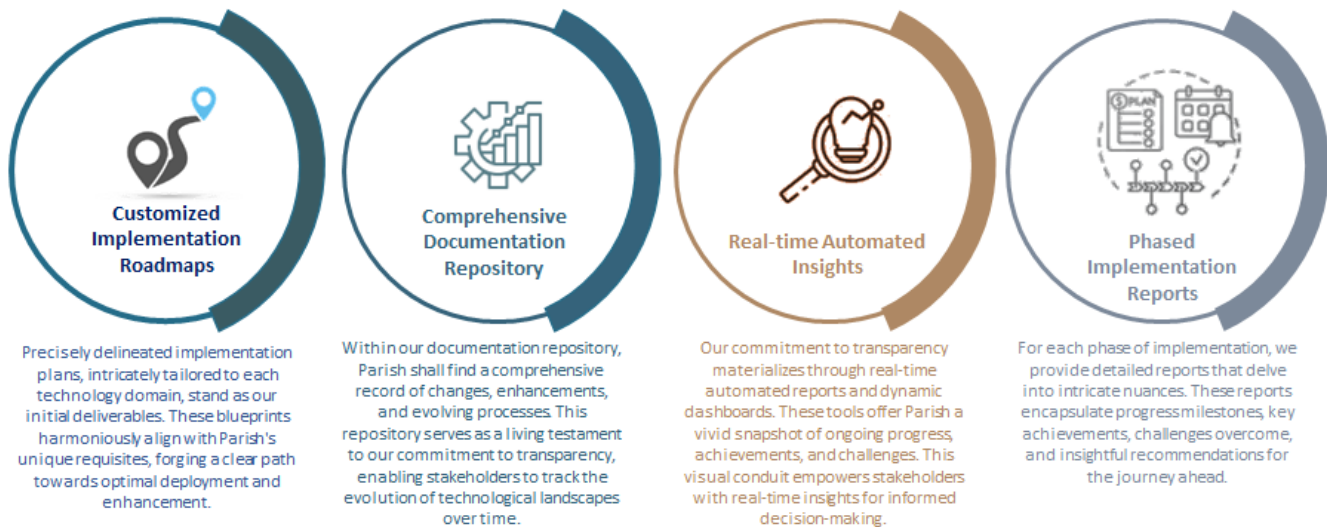 Customized
Implementation
Roadmaps
Precisely delineated implementation
plans, intricately tailored to each
technology domain, stand as our
initial deliverables. These blueprints
harmoniously align with Parish's
unique requisites, forging a clear path
towards optimal deployment and
enhancement.
Comprehensive
Documentation
Repository
Within our documentation repository,
Parish shall find a comprehensive
record of changes, enhancements,
and evolving processes. This
repository serves as a living testament
to our commitment to transparency,
enabling stakeholders to track the
evolution of technological landscapes
over time.
Real-time Automated
Insights
Our commitment to transparency
materializes through real-time
automated reports and dynamic
dashboards. These tools offer Parish a
vivid snapshot of ongoing progress,
achievements, and challenges. This
visual conduit empowers stakeholders
with real-time insights for informed
decision-making.
$ PLAN
Phased
Implementation
Reports
For each phase of implementation, we
provide detailed reports that delve
into intricate nuances. These reports
encapsulate progress milestones, key
achievements, challenges overcome,
and insightful recommendations for
the journey ahead.